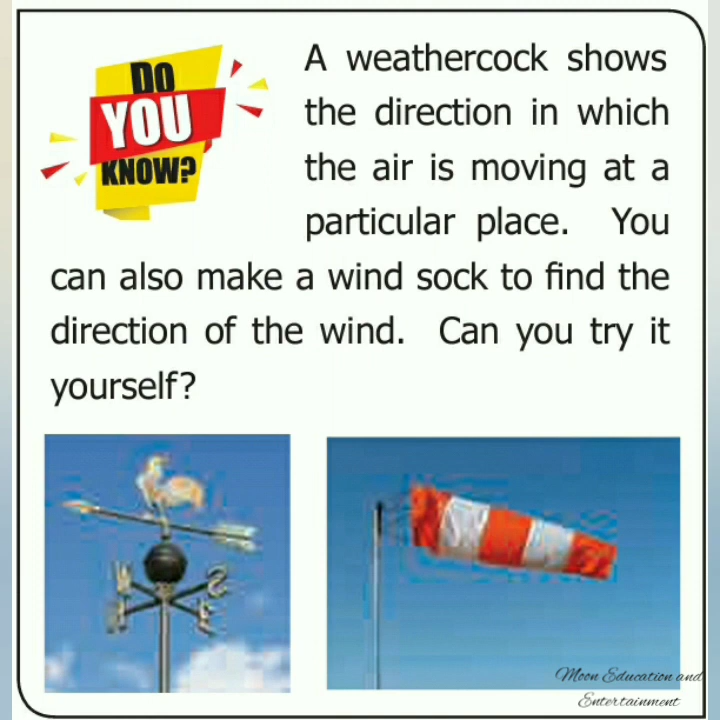 DO
YOU
KNOW?
A weathercock shows
the direction in which
the air is moving at a
particular place. You
can also make a wind sock to find the
direction of the wind. Can you try it
yourself?
N S
E
Moon Education and
Entertainment